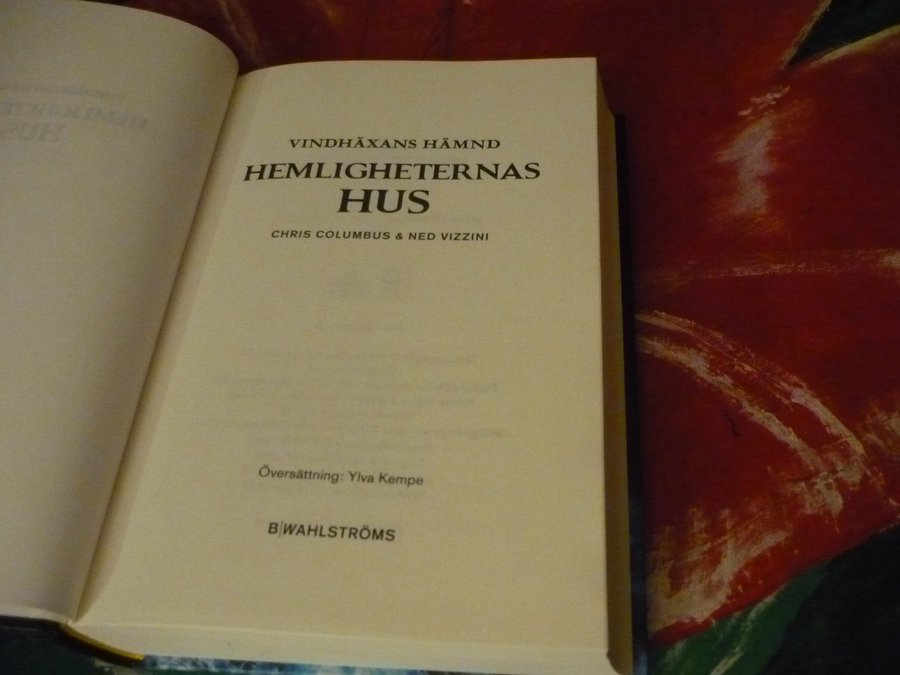 VINDHÄXANS HÄMND
HEMLIGHETERNAS
HUS
CHRIS COLUMBUS & NED VIZZINI
Översättning: Ylva Kempe
B/WAHLSTRÖMS